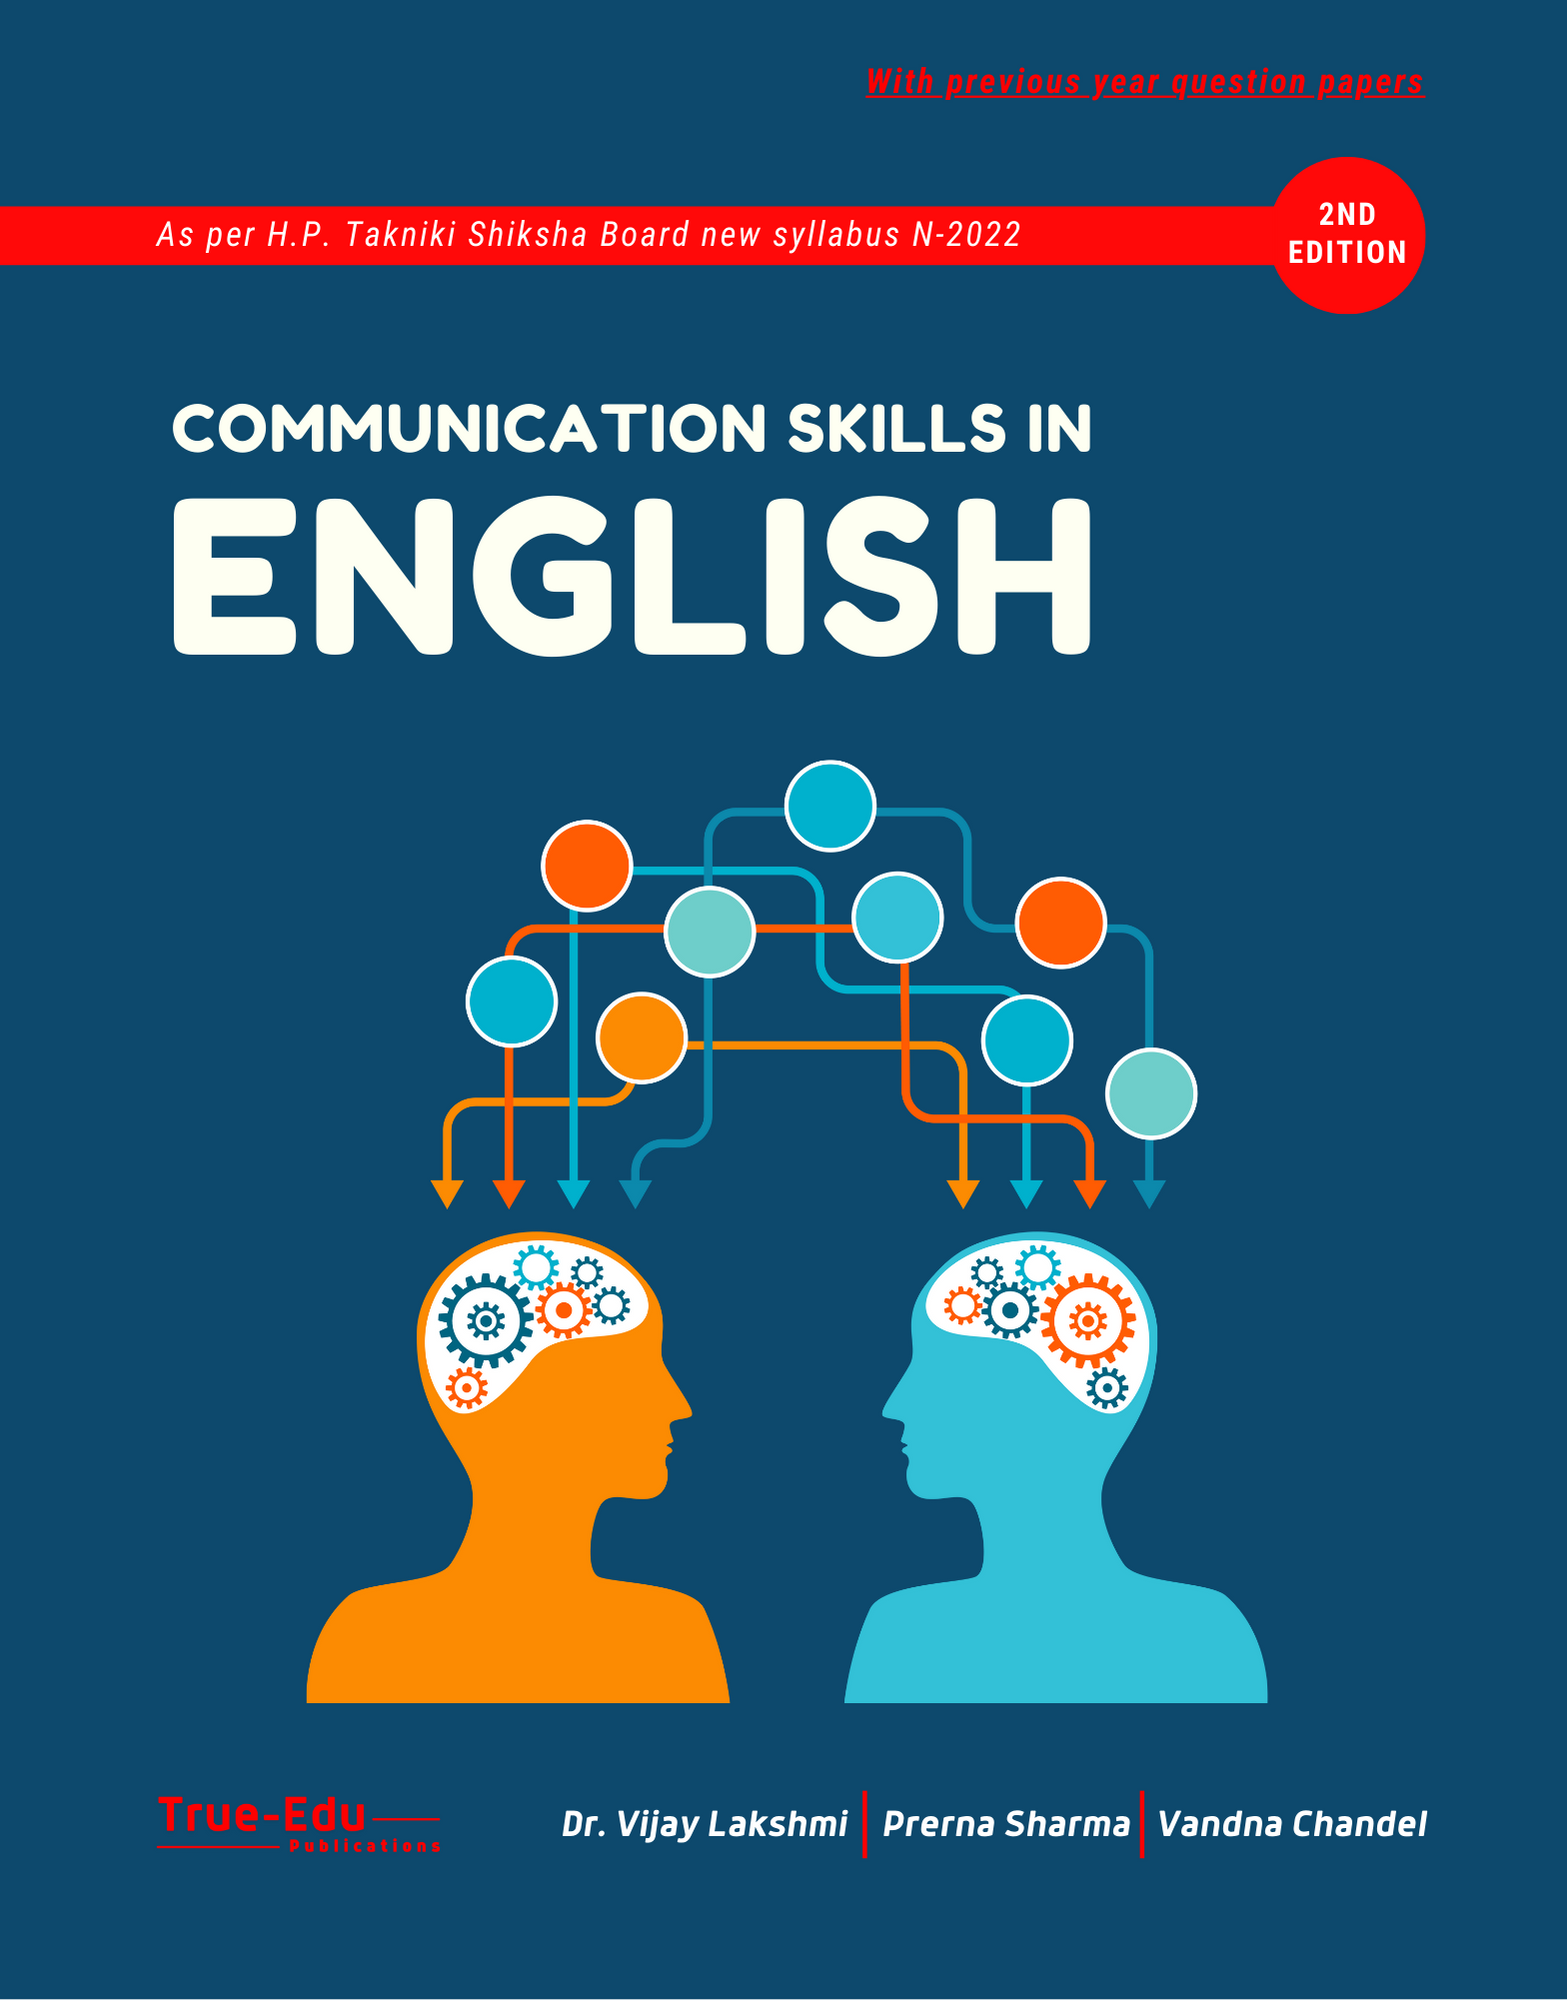 With previous year question papers
As per H.P. Takniki Shiksha Board new syllabus N-2022
2ND
EDITION
COMMUNICATION SKILLS IN
ENGLISH
True-Edu
Publications
Dr. Vijay Lakshmi | Prerna Sharma | Vandna Chandel